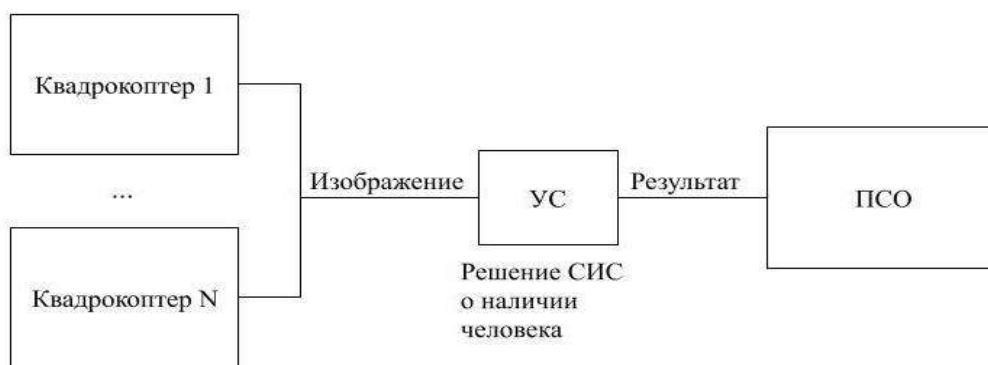 Квадрокоптер 1
...
Квадрокоптер N
Изображение
УС
Решение СИС
о наличии
человека
Результат
ПСО